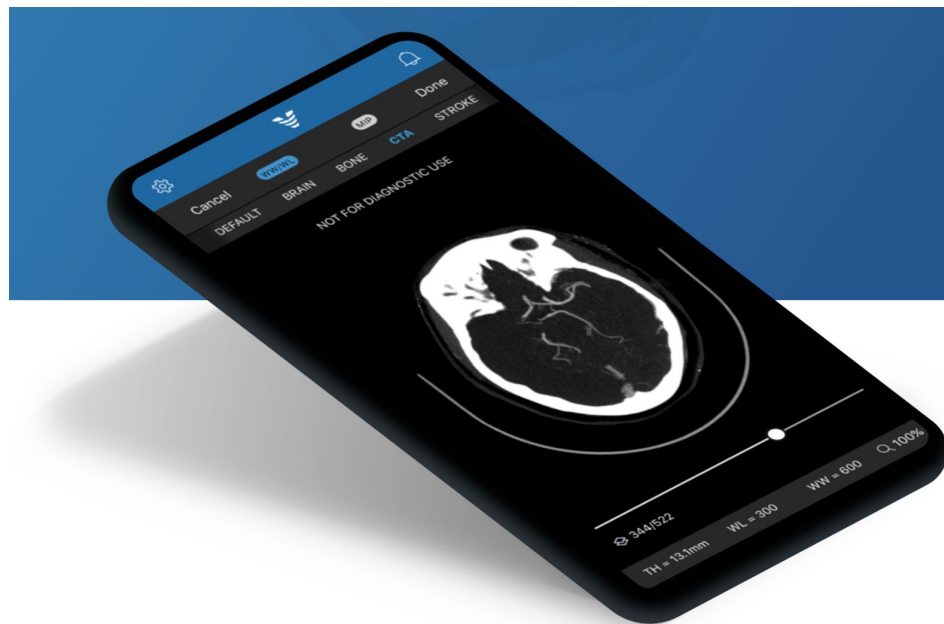 Cancel WW/WL MIP Done
DEFAULT BRAIN BONE CTA STROKE
NOT FOR DIAGNOSTIC USE
344/522
TH = 13.1mm WL = 300 WW = 600 100%